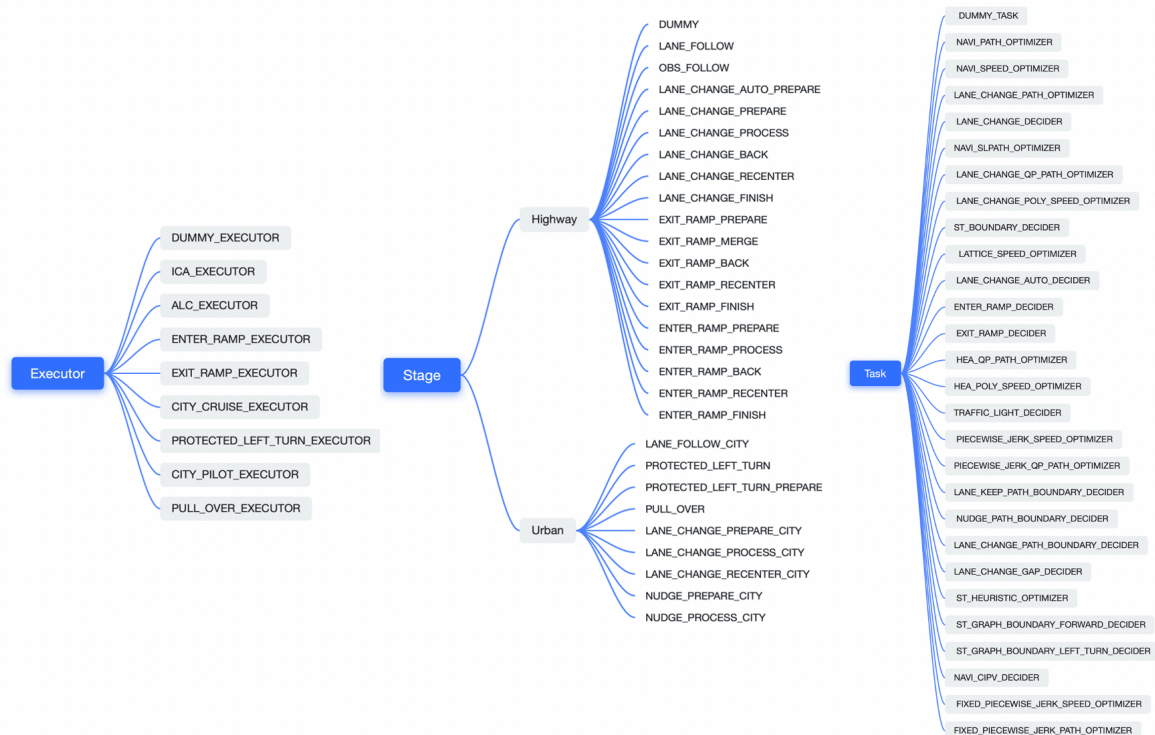 Executor
DUMMY_EXECUTOR
ICA_EXECUTOR
ALC_EXECUTOR
ENTER_RAMP_EXECUTOR
EXIT_RAMP_EXECUTOR
CITY_CRUISE_EXECUTOR
PROTECTED_LEFT_TURN_EXECUTOR
CITY_PILOT_EXECUTOR
PULL_OVER_EXECUTOR
Stage
Highway
DUMMY
LANE_FOLLOW
OBS_FOLLOW
LANE_CHANGE_AUTO_PREPARE
LANE_CHANGE_PREPARE
LANE_CHANGE_PROCESS
LANE_CHANGE_BACK
LANE_CHANGE_RECENTER
LANE_CHANGE_FINISH
EXIT_RAMP_PREPARE
EXIT_RAMP_MERGE
EXIT_RAMP_BACK
EXIT_RAMP_RECENTER
EXIT_RAMP_FINISH
ENTER_RAMP_PREPARE
ENTER_RAMP_PROCESS
ENTER_RAMP_BACK
ENTER_RAMP_RECENTER
ENTER_RAMP_FINISH
Urban
LANE_FOLLOW_CITY
PROTECTED_LEFT_TURN
PROTECTED_LEFT_TURN_PREPARE
PULL_OVER
LANE_CHANGE_PREPARE_CITY
LANE_CHANGE_PROCESS_CITY
LANE_CHANGE_RECENTER_CITY
NUDGE_PREPARE_CITY
NUDGE_PROCESS_CITY
Task
DUMMY_TASK
NAVI_PATH_OPTIMIZER
NAVI_SPEED_OPTIMIZER
LANE_CHANGE_PATH_OPTIMIZER
LANE_CHANGE_DECIDER
NAVI_SLPATH_OPTIMIZER
LANE_CHANGE_QP_PATH_OPTIMIZER
LANE_CHANGE_POLY_SPEED_OPTIMIZER
ST_BOUNDARY_DECIDER
LATTICE_SPEED_OPTIMIZER
LANE_CHANGE_AUTO_DECIDER
ENTER_RAMP_DECIDER
EXIT_RAMP_DECIDER
HEA_QP_PATH_OPTIMIZER
HEA_POLY_SPEED_OPTIMIZER
TRAFFIC_LIGHT_DECIDER
PIECEWISE_JERK_SPEED_OPTIMIZER
PIECEWISE_JERK_QP_PATH_OPTIMIZER
LANE_KEEP_PATH_BOUNDARY_DECIDER
NUDGE_PATH_BOUNDARY_DECIDER
LANE_CHANGE_PATH_BOUNDARY_DECIDER
LANE_CHANGE_GAP_DECIDER
ST_HEURISTIC_OPTIMIZER
ST_GRAPH_BOUNDARY_FORWARD_DECIDER
ST_GRAPH_BOUNDARY_LEFT_TURN_DECIDER
NAVI_CIPV_DECIDER
FIXED_PIECEWISE_JERK_SPEED_OPTIMIZER
FIXED_PIECEWISE_JERK_PATH_OPTIMIZER